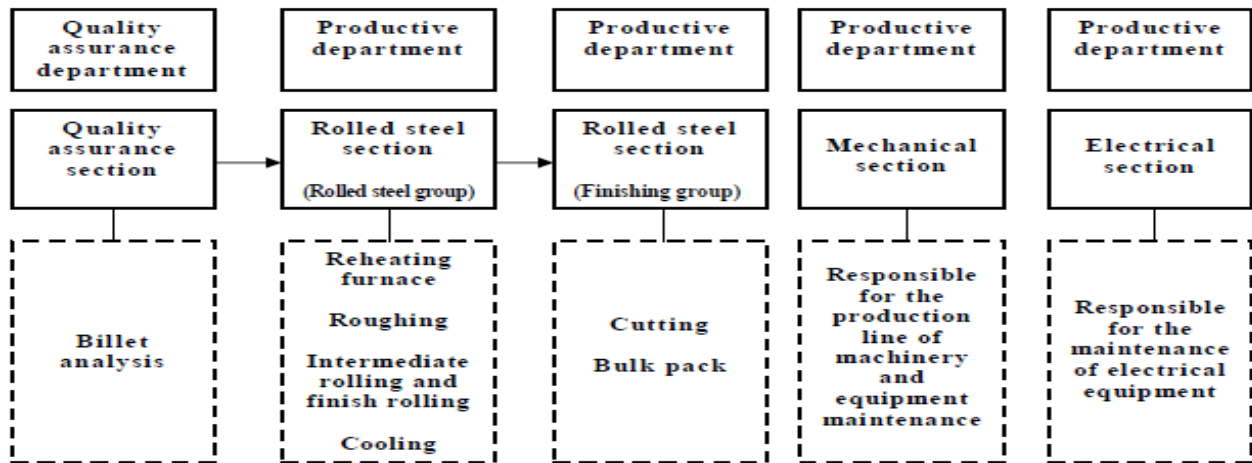 Quality
assurance
department
Productive
department
Productive
department
Productive
department
Productive
department
Quality
assurance
section
Rolled steel
section
(Rolled steel group)
Rolled steel
section
(Finishing group)
Mechanical
section
Electrical
section
Billet
analysis
Reheating
furnace
Roughing
Intermediate
rolling and
finish rolling
Cooling
Cutting
Bulk pack
Responsible
for the
production
line of
machinery
and
equipment
maintenance
Responsible
for the
maintenance
of electrical
equipment